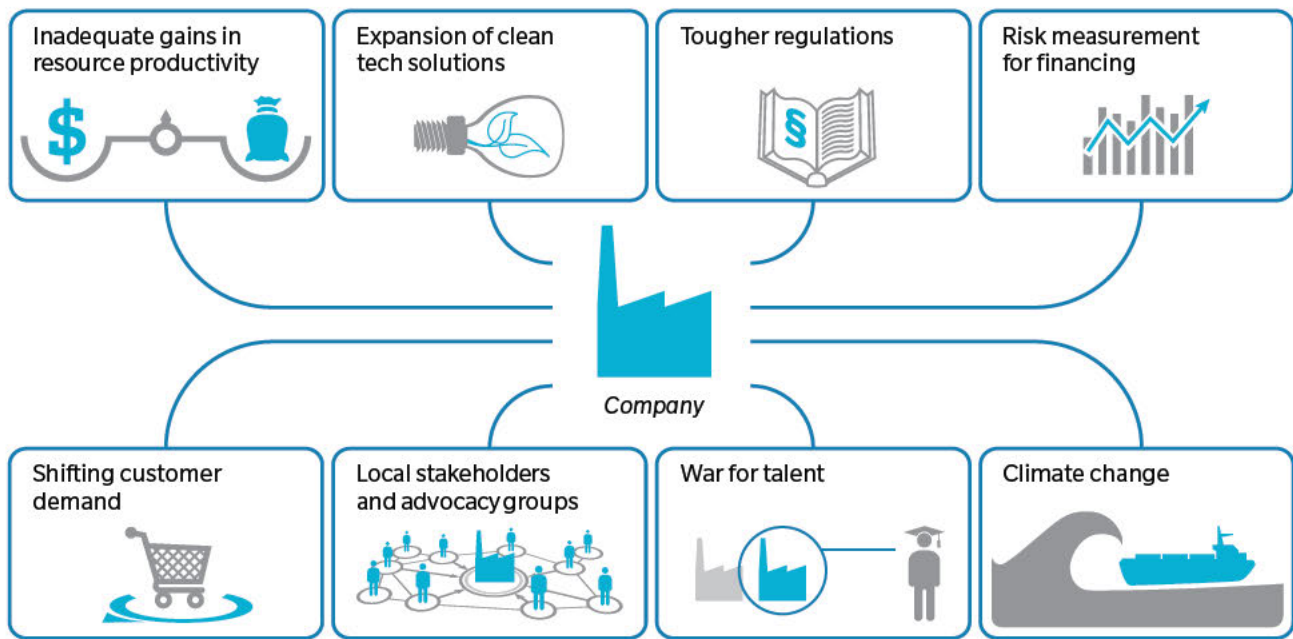 Inadequate gains in
resource productivity
Expansion of clean
tech solutions
Tougher regulations
Risk measurement
for financing
$
§
Company
Shifting customer
demand
Local stakeholders
and advocacy groups
War for talent
Climate change